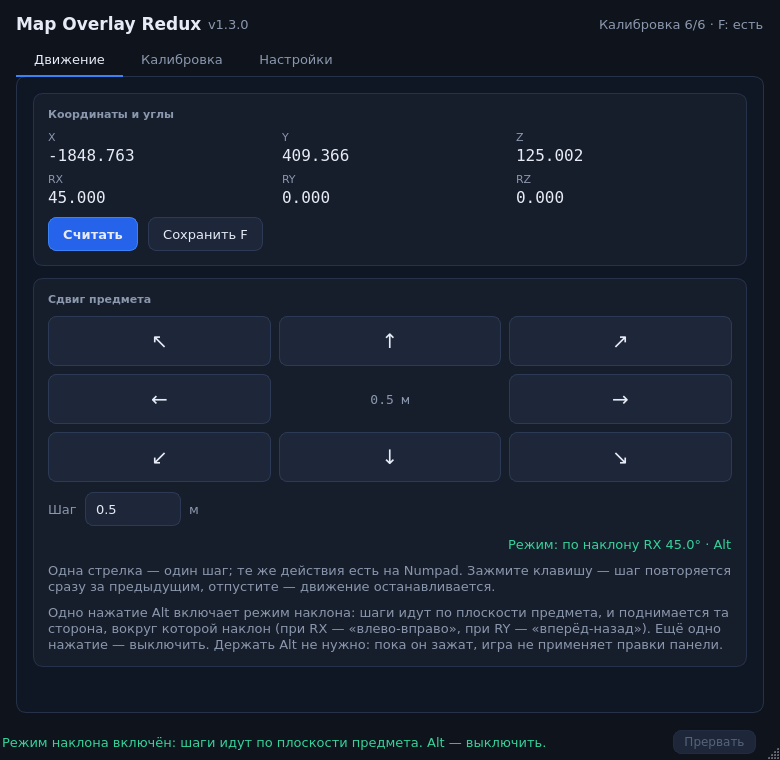 Map Overlay Redux v1.3.0 Калибровка 6/6 · F: есть
Движение Калибровка Настройки
Координаты и углы
X Y Z
-1848.763 409.366 125.002
RX RY RZ
45.000 0.000 0.000
Считать Сохранить F
Сдвиг предмета
↖ ↑ ↗
← 0.5 м →
↙ ↓ ↘
Шаг 0.5 м
Режим: по наклону RX 45.0° · Alt
Одна стрелка — один шаг; те же действия есть на Numpad. Зажмите клавишу — шаг повторяется
сразу за предыдущим, отпустите — движение останавливается.
Одно нажатие Alt включает режим наклона: шаги идут по плоскости предмета, и поднимается та
сторона, вокруг которой наклон (при RX — «влево-вправо», при RY — «вперёд-назад»). Ещё одно
нажатие — выключить. Держать Alt не нужно: пока он зажат, игра не применяет правки панели.
Режим наклона включён: шаги идут по плоскости предмета. Alt — выключить. Прервать